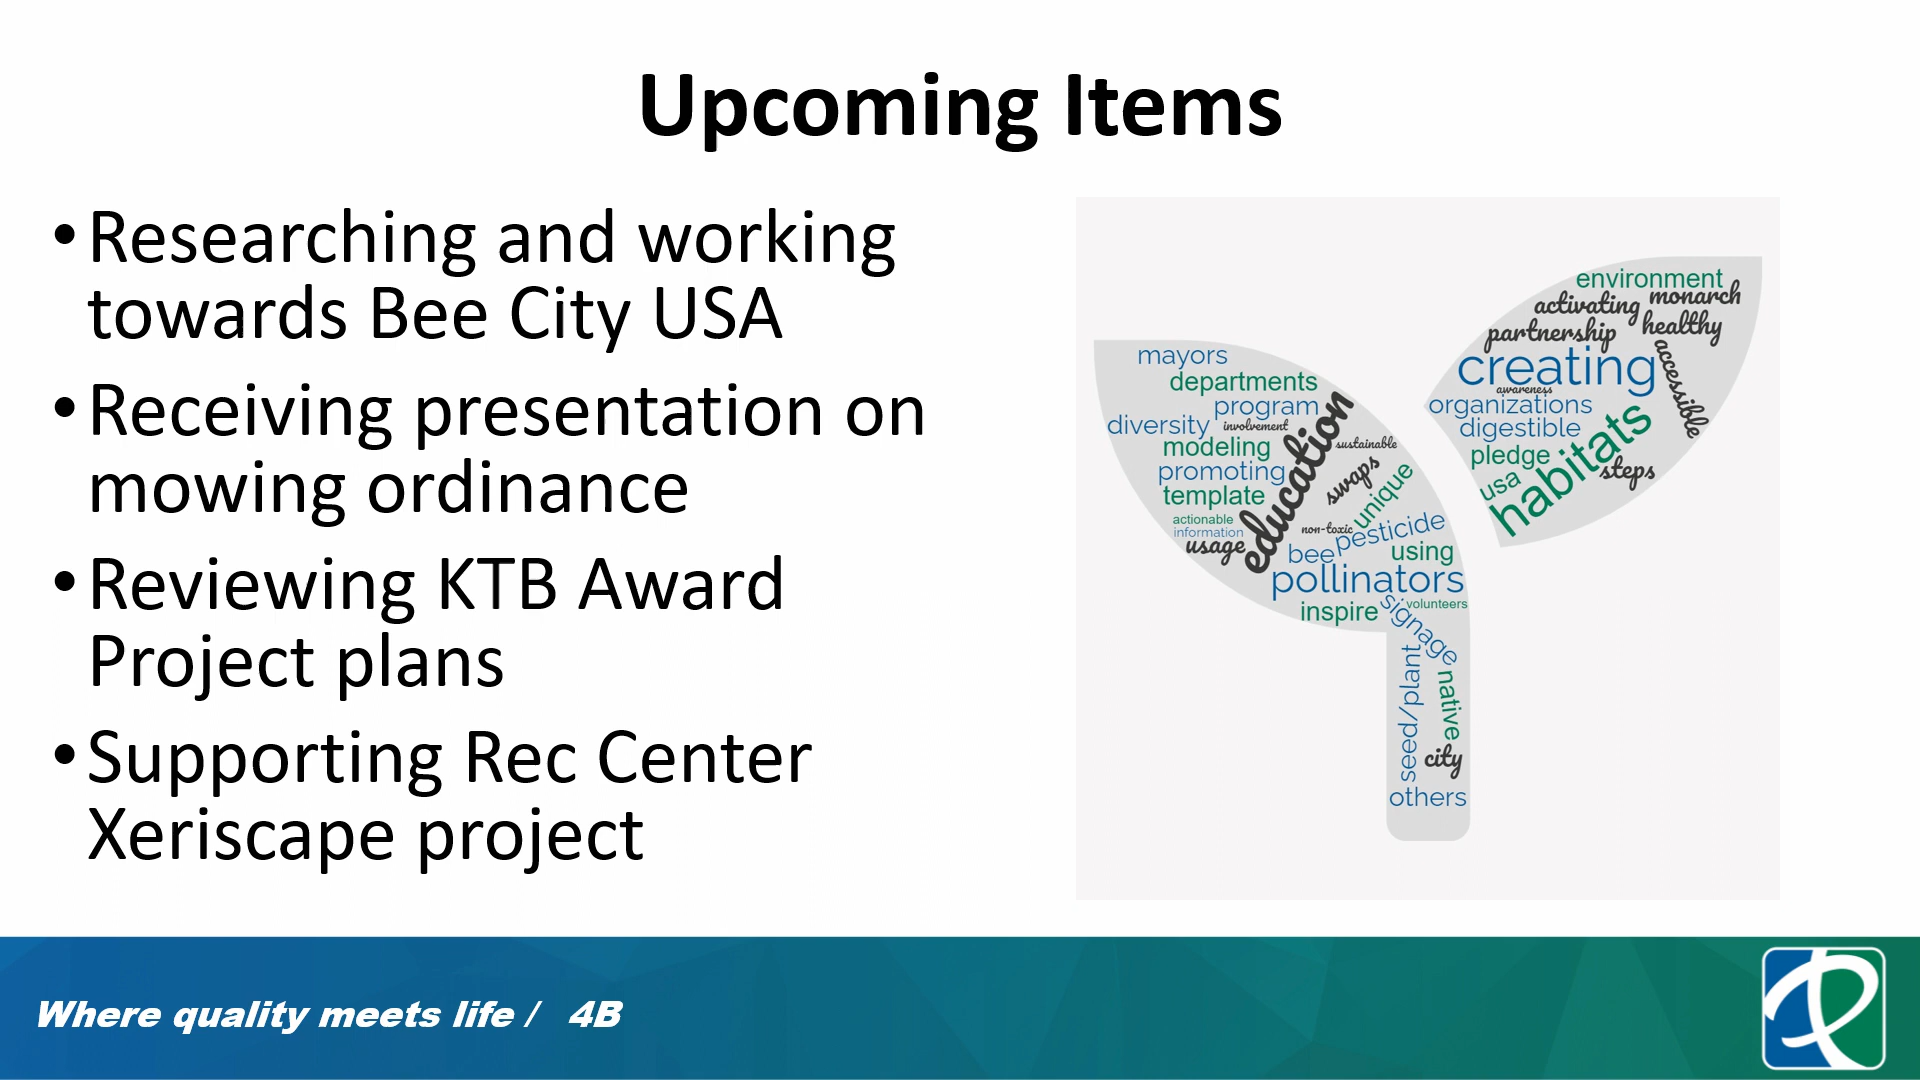 Upcoming Items
• Researching and working
towards Bee City USA
• Receiving presentation on
mowing ordinance
• Reviewing KTB Award
Project plans
• Supporting Rec Center
Xeriscape project
mayors
departments
program
diversity
involvement
modeling
promoting
template
actionable
information
usage
education
sustainable
swaps
unique
non-toxic
pesticide
bee
using
pollinators
inspire
volunteers
signage
seed/plant
native
city
others
environment
activating
monarch
partnership
healthy
creating
accessible
awareness
organizations
digestible
pledge
habitats
usa
steps
Where quality meets life / 4B